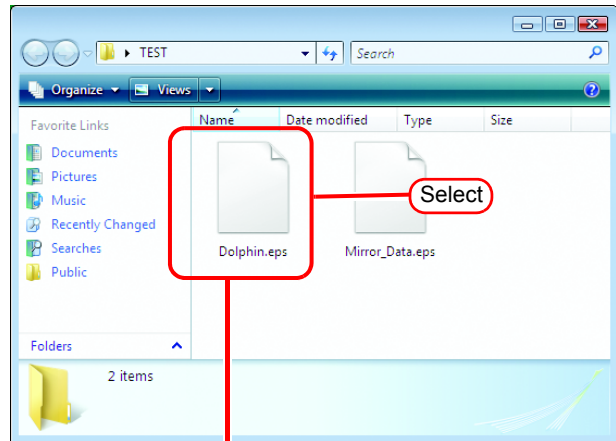 TEST
Search
Organize Views
Favorite Links
Name Date modified Type Size
Documents
Pictures
Music
Recently Changed
Searches
Public
Select
Dolphin.eps Mirror_Data.eps
Folders
2 items